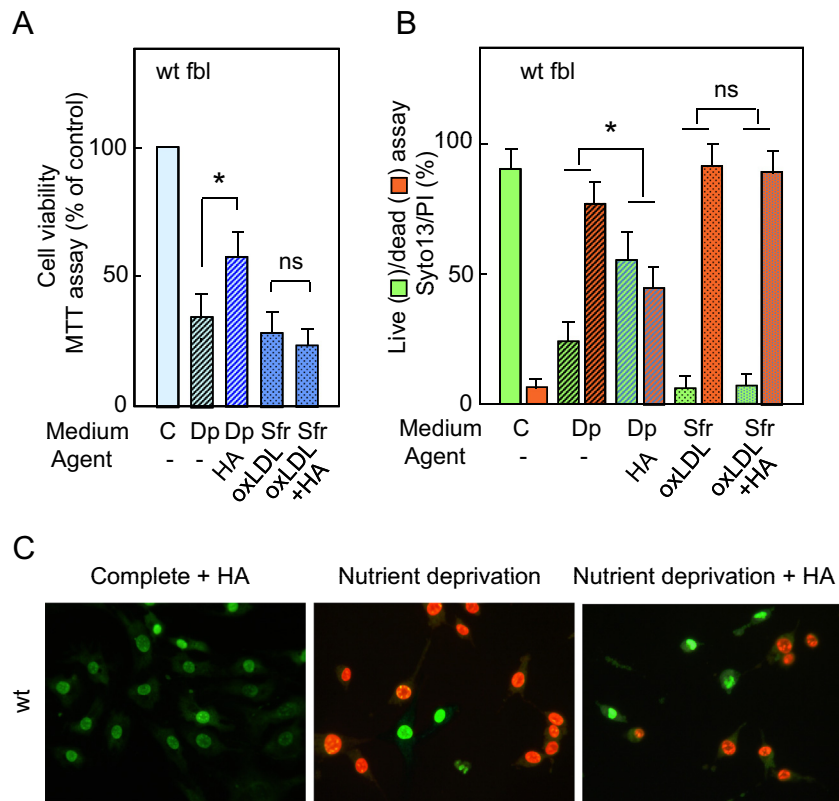 A
wt fbl
Cell viability
MTT assay (% of control)
100
50
0
*
ns
Medium C Dp Dp Sfr Sfr
Agent - - HA oxLDL oxLDL +HA
B
wt fbl
Live ( )/dead ( ) assay
Syto13/PI (%)
100
50
0
*
ns
Medium C Dp Dp Sfr Sfr
Agent - - HA oxLDL oxLDL +HA
C
Complete + HA Nutrient deprivation Nutrient deprivation + HA
wt